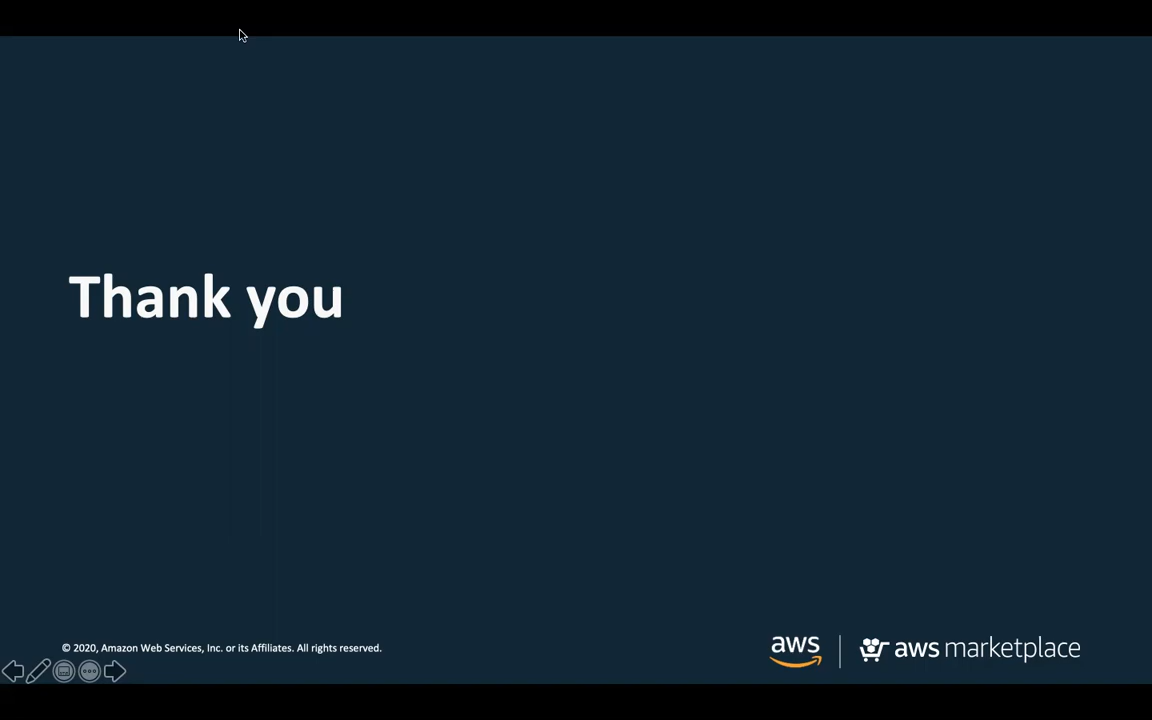 Thank you
© 2020, Amazon Web Services, Inc. or its Affiliates. All rights reserved.
aws
aws marketplace